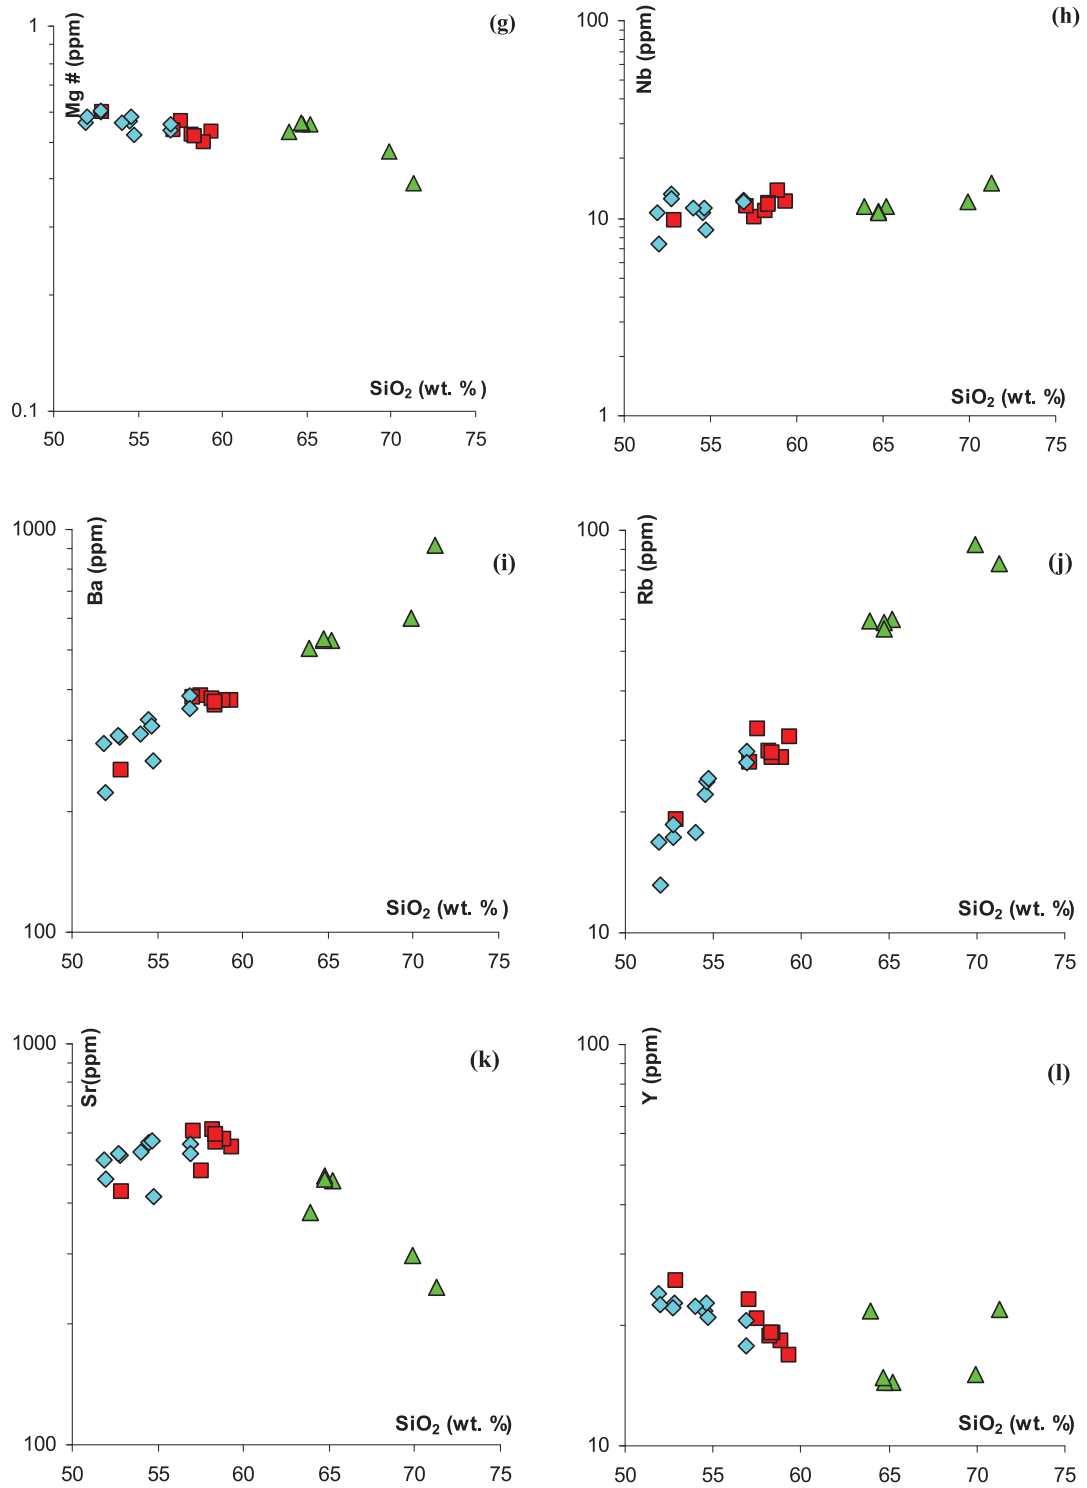 (g)
Mg # (ppm)
1
0.1
SiO₂ (wt. %)
50 55 60 65 70 75
(h)
Nb (ppm)
100
10
1
SiO₂ (wt. %)
50 55 60 65 70 75
(i)
Ba (ppm)
1000
100
SiO₂ (wt. %)
50 55 60 65 70 75
(j)
Rb (ppm)
100
10
SiO₂ (wt. %)
50 55 60 65 70 75
(k)
Sr(ppm)
1000
100
SiO₂ (wt. %)
50 55 60 65 70 75
(l)
Y (ppm)
100
10
SiO₂ (wt. %)
50 55 60 65 70 75